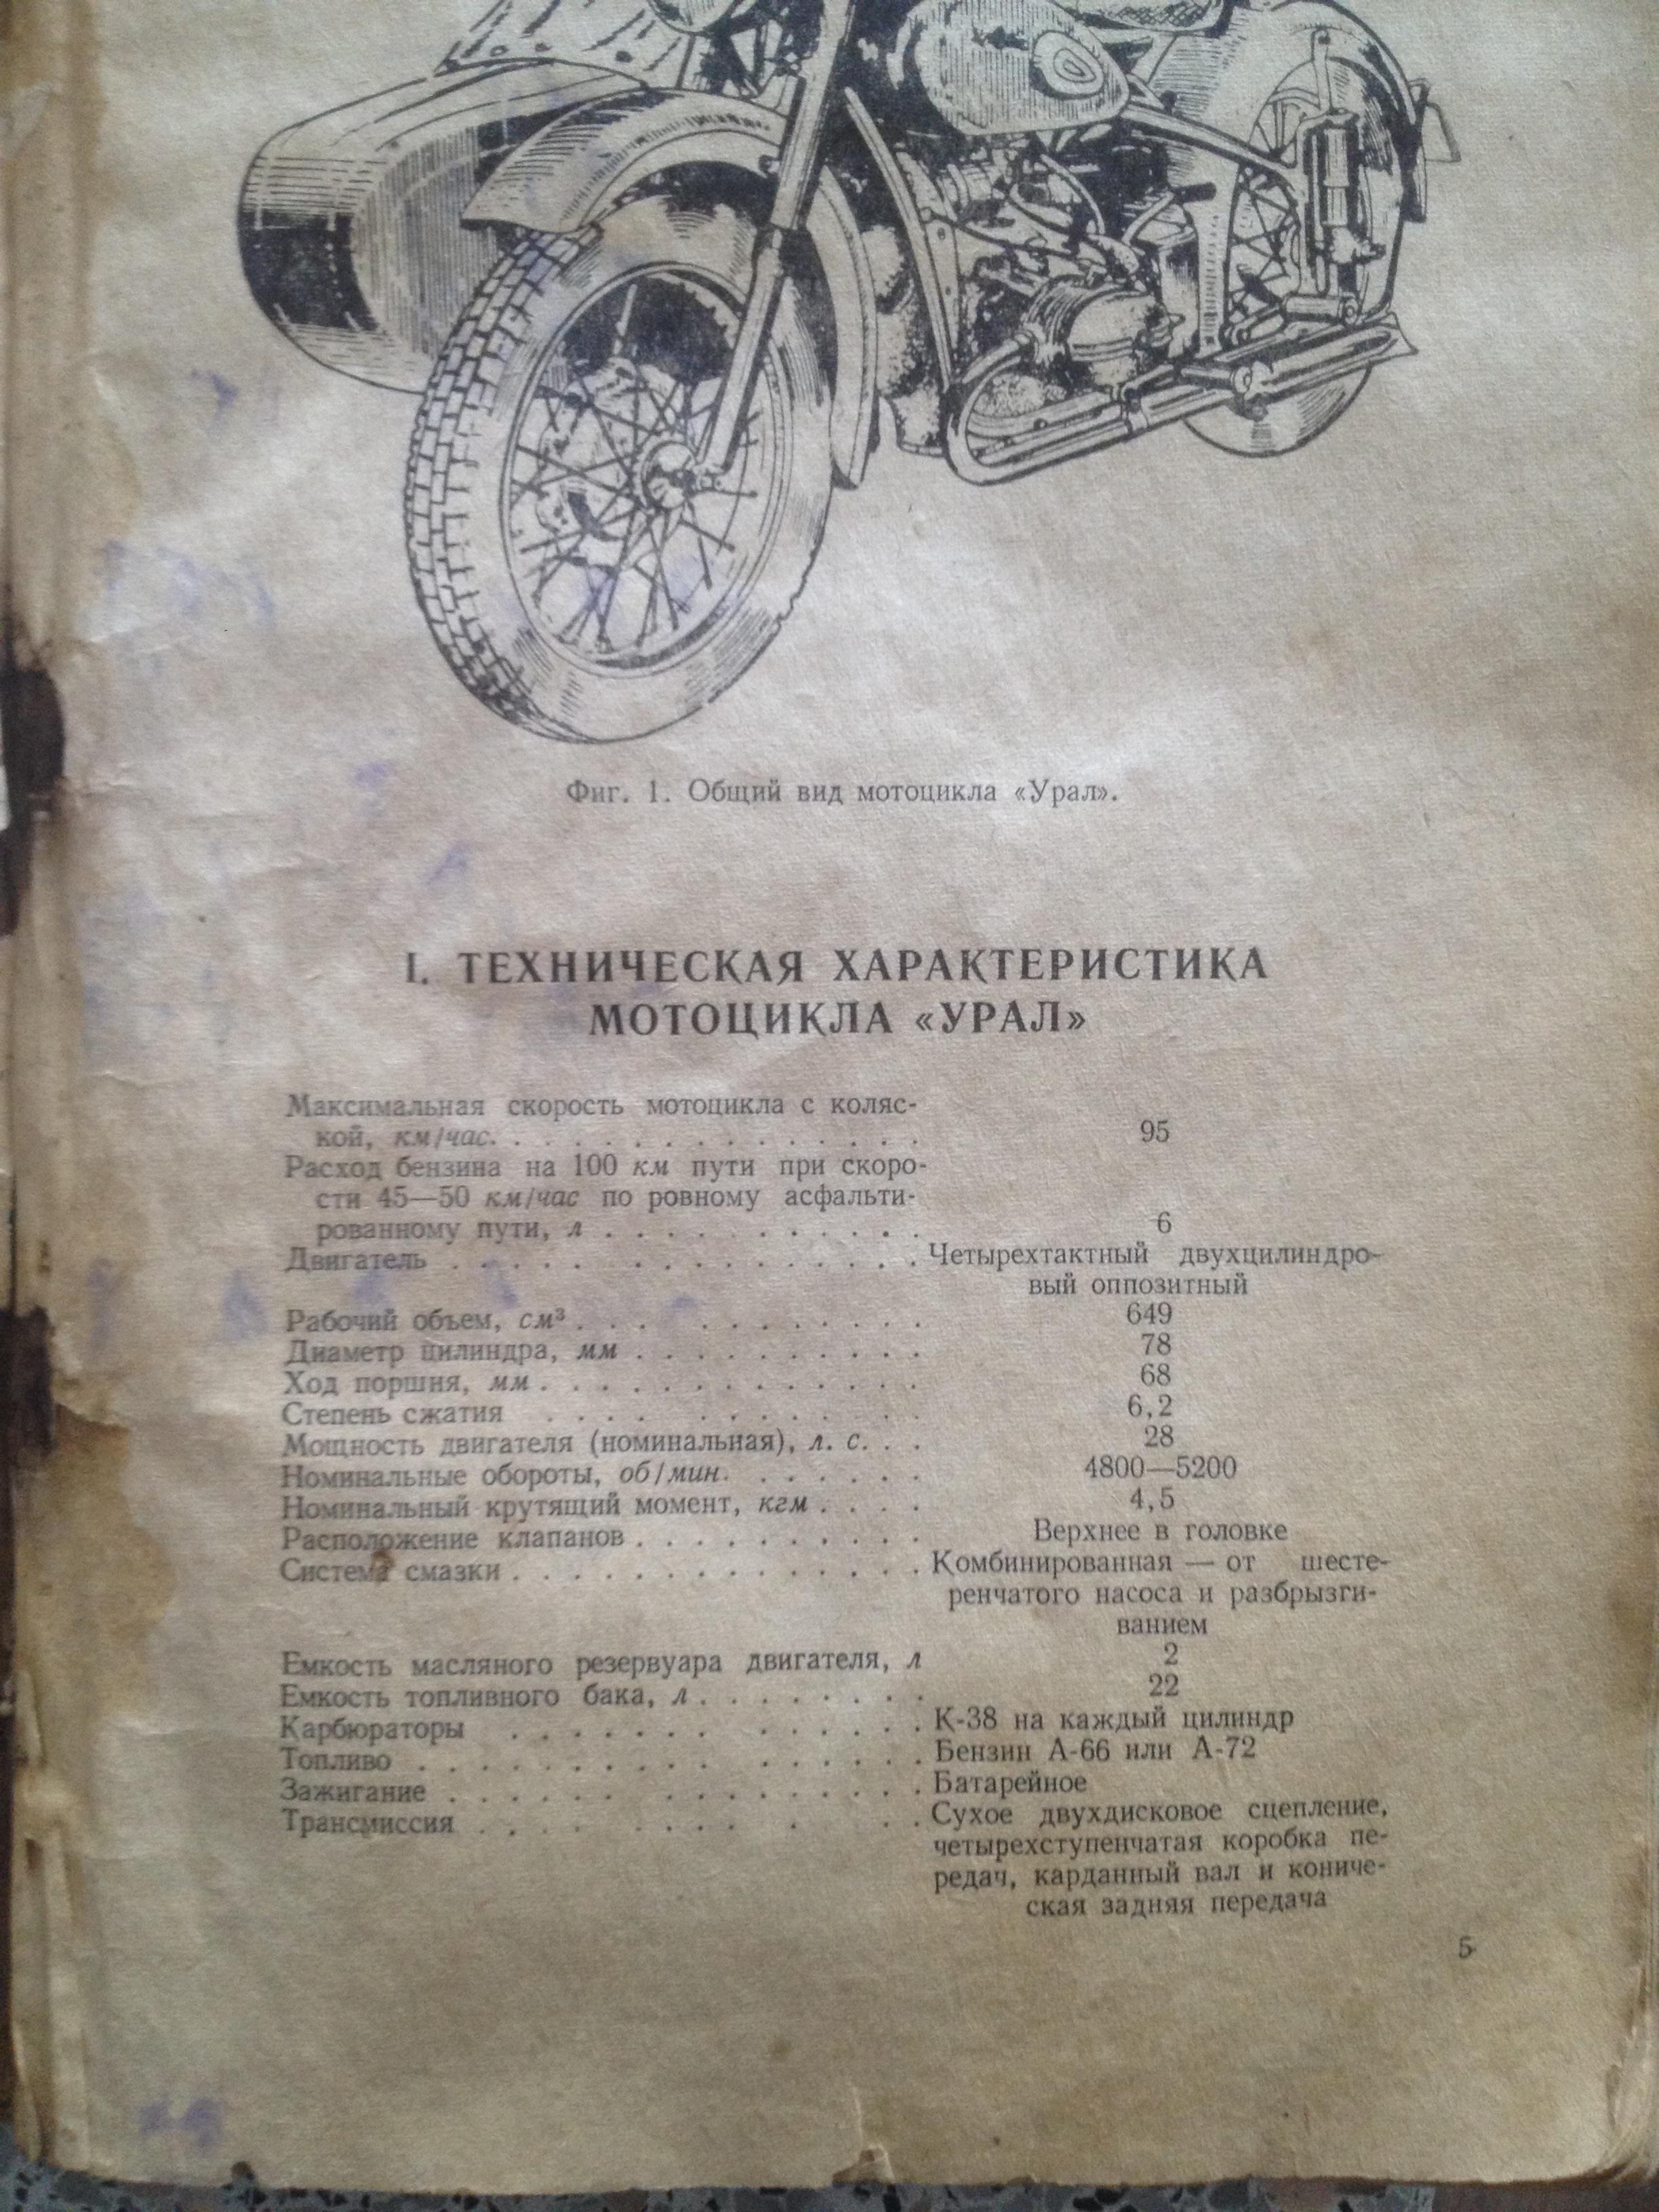 Фиг. 1. Общий вид мотоцикла «Урал».
I. ТЕХНИЧЕСКАЯ ХАРАКТЕРИСТИКА
МОТОЦИКЛА «УРАЛ»
Максимальная скорость мотоцикла с коляс-
кой, км/час. . . . . . . . . . . . . . 95
Расход бензина на 100 км пути при скоро-
сти 45—50 км/час по ровному асфальти-
рованному пути, л . . . . . . . . . . . 6
Двигатель . . . . . . . . . . . . . . . Четырехтактный двухцилиндро-
вый оппозитный
Рабочий объем, см³ . . . . . . . . . . . 649
Диаметр цилиндра, мм . . . . . . . . . . 78
Ход поршня, мм . . . . . . . . . . . . . 68
Степень сжатия . . . . . . . . . . 6,2
Мощность двигателя (номинальная), л. с. . . 28
Номинальные обороты, об/мин. . . . . . . 4800—5200
Номинальный крутящий момент, кгм . . . . 4,5
Расположение клапанов . . . . . . . . . . Верхнее в головке
Система смазки . . . . . . . . . . . . . . Комбинированная — от шесте-
ренчатого насоса и разбрызги-
ванием
Емкость масляного резервуара двигателя, л 2
Емкость топливного бака, л . . . . . . . . 22
Карбюраторы . . . . . . . . . . . . К-38 на каждый цилиндр
Топливо . . . . . . . . . . . . . . . Бензин А-66 или А-72
Зажигание . . . . . . . . . . . . . . . Батарейное
Трансмиссия . . . . . . . . . . . Сухое двухдисковое сцепление,
четырехступенчатая коробка пе-
редач, карданный вал и кониче-
ская задняя передача
5